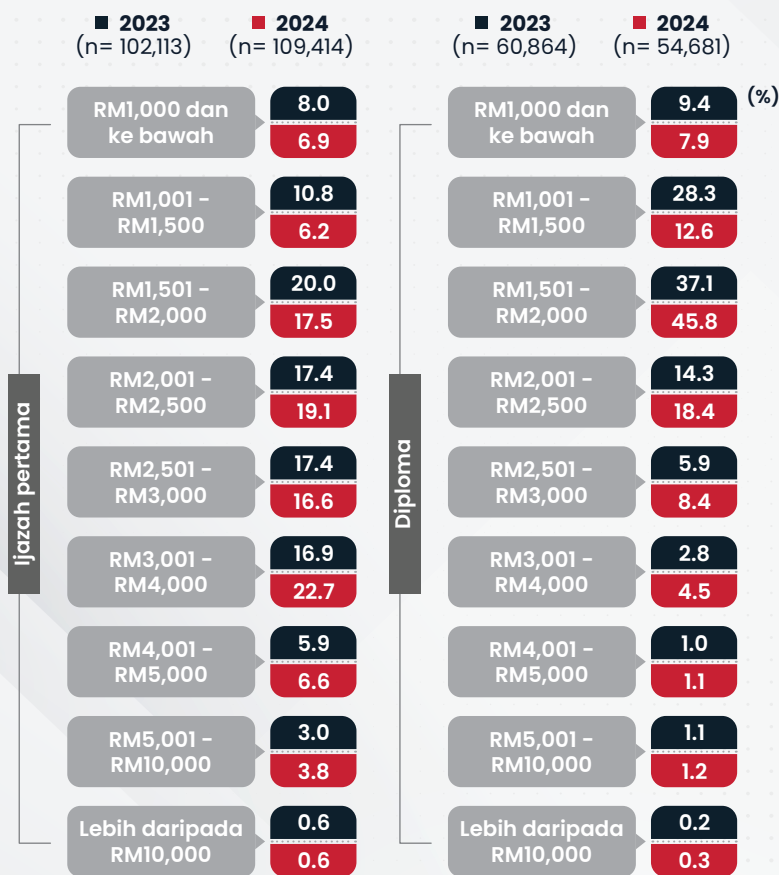 2023
(n= 102,113)
2024
(n= 109,414)
Ijazah pertama
RM1,000 dan
ke bawah
8.0
6.9
RM1,001 -
RM1,500
10.8
6.2
RM1,501 -
RM2,000
20.0
17.5
RM2,001 -
RM2,500
17.4
19.1
RM2,501 -
RM3,000
17.4
16.6
RM3,001 -
RM4,000
16.9
22.7
RM4,001 -
RM5,000
5.9
6.6
RM5,001 -
RM10,000
3.0
3.8
Lebih daripada
RM10,000
0.6
0.6
2023
(n= 60,864)
2024
(n= 54,681)
(%)
Diploma
RM1,000 dan
ke bawah
9.4
7.9
RM1,001 -
RM1,500
28.3
12.6
RM1,501 -
RM2,000
37.1
45.8
RM2,001 -
RM2,500
14.3
18.4
RM2,501 -
RM3,000
5.9
8.4
RM3,001 -
RM4,000
2.8
4.5
RM4,001 -
RM5,000
1.0
1.1
RM5,001 -
RM10,000
1.1
1.2
Lebih daripada
RM10,000
0.2
0.3